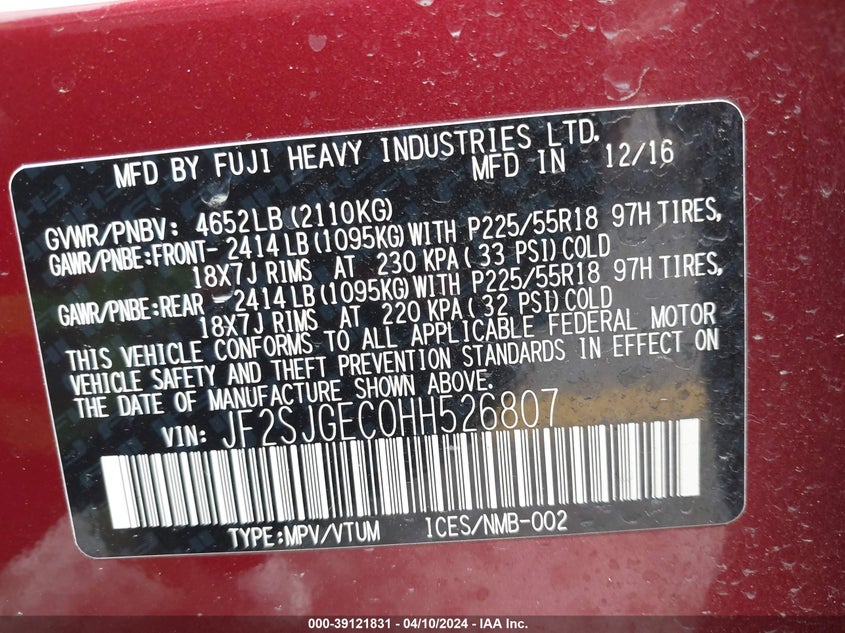 MFD BY FUJI HEAVY INDUSTRIES LTD.
MFD IN 12/16
GVWR/PNBV: 4652LB(2110KG)
GAWR/PNBE:FRONT- 2414LB(1095KG)WITH P225/55R18 97H TIRES,
18X7J RIMS AT 230 KPA(33 PSI)COLD
GAWR/PNBE:REAR -2414LB(1095KG)WITH P225/55R18 97H TIRES,
18X7J RIMS AT 220 KPA(32 PSI)COLD
THIS VEHICLE CONFORMS TO ALL APPLICABLE FEDERAL MOTOR
VEHICLE SAFETY AND THEFT PREVENTION STANDARDS IN EFFECT ON
THE DATE OF MANUFACTURE SHOWN ABOVE.
VIN: JF2SJGEC0HH526807
TYPE:MPV/VTUM ICES/NMB-002
000-39121831 - 04/10/2024 - IAA Inc.